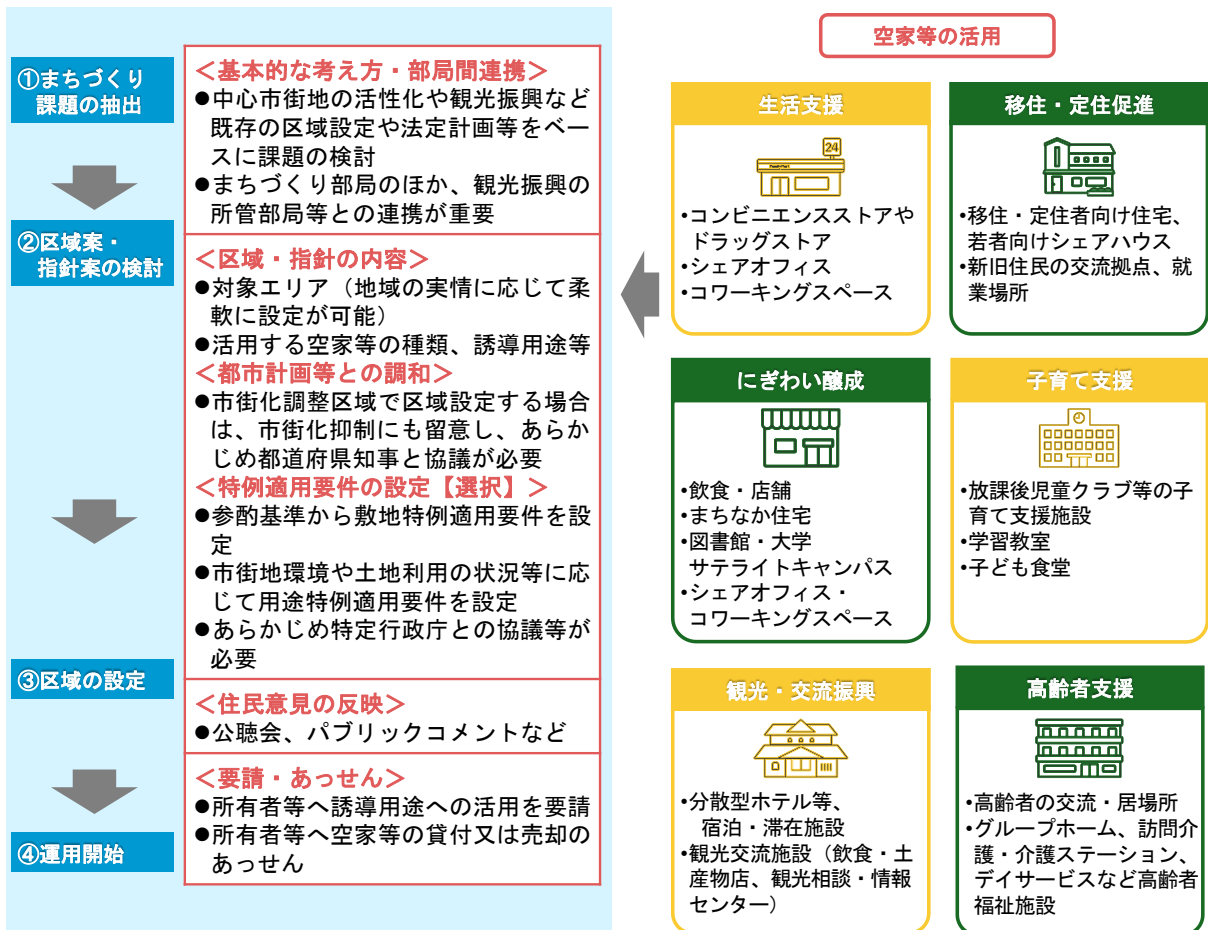 ①まちづくり
課題の抽出
＜基本的な考え方・部局間連携＞
●中心市街地の活性化や観光振興など
既存の区域設定や法定計画等をベー
スに課題の検討
●まちづくり部局のほか、観光振興の
所管部局等との連携が重要
②区域案・
指針案の検討
＜区域・指針の内容＞
●対象エリア（地域の実情に応じて柔
軟に設定が可能）
●活用する空家等の種類、誘導用途等
＜都市計画等との調和＞
●市街化調整区域で区域設定する場合
は、市街化抑制にも留意し、あらか
じめ都道府県知事と協議が必要
＜特例適用要件の設定【選択】＞
●参酌基準から敷地特例適用要件を設
定
●市街地環境や土地利用の状況等に応
じて用途特例適用要件を設定
●あらかじめ特定行政庁との協議等が
必要
③区域の設定
＜住民意見の反映＞
●公聴会、パブリックコメントなど
＜要請・あっせん＞
●所有者等へ誘導用途への活用を要請
●所有者等へ空家等の貸付又は売却の
あっせん
④運用開始
空家等の活用
生活支援
24
•コンビニエンスストアや
ドラッグストア
•シェアオフィス
•コワーキングスペース
移住・定住促進
•移住・定住者向け住宅、
若者向けシェアハウス
•新旧住民の交流拠点、就
業場所
にぎわい醸成
•飲食・店舗
•まちなか住宅
•図書館・大学
サテライトキャンパス
•シェアオフィス・
コワーキングスペース
子育て支援
•放課後児童クラブ等の子
育て支援施設
•学習教室
•子ども食堂
観光・交流振興
•分散型ホテル等、
宿泊・滞在施設
•観光交流施設（飲食・土
産物店、観光相談・情報
センター）
高齢者支援
•高齢者の交流・居場所
•グループホーム、訪問介
護・介護ステーション、
デイサービスなど高齢者
福祉施設